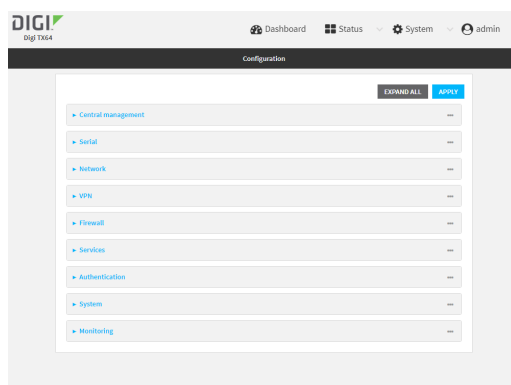 DIGI.
Digi TX64
Dashboard Status System admin
Configuration
EXPAND ALL APPLY
Central management
Serial
Network
VPN
Firewall
Services
Authentication
System
Monitoring